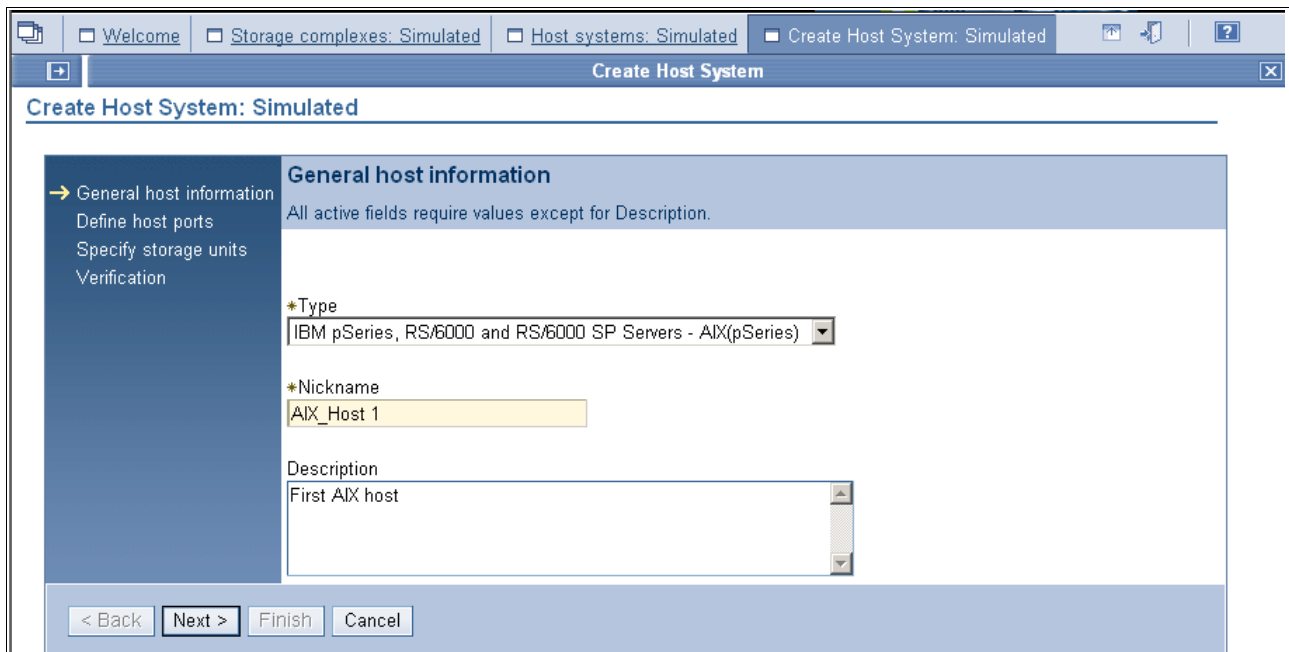 Welcome Storage complexes: Simulated Host systems: Simulated Create Host System: Simulated ?
Create Host System
Create Host System: Simulated
General host information
Define host ports
Specify storage units
Verification
General host information
All active fields require values except for Description.
*Type
IBM pSeries, RS/6000 and RS/6000 SP Servers - AIX(pSeries)
*Nickname
AIX_Host 1
Description
First AIX host
< Back Next > Finish Cancel